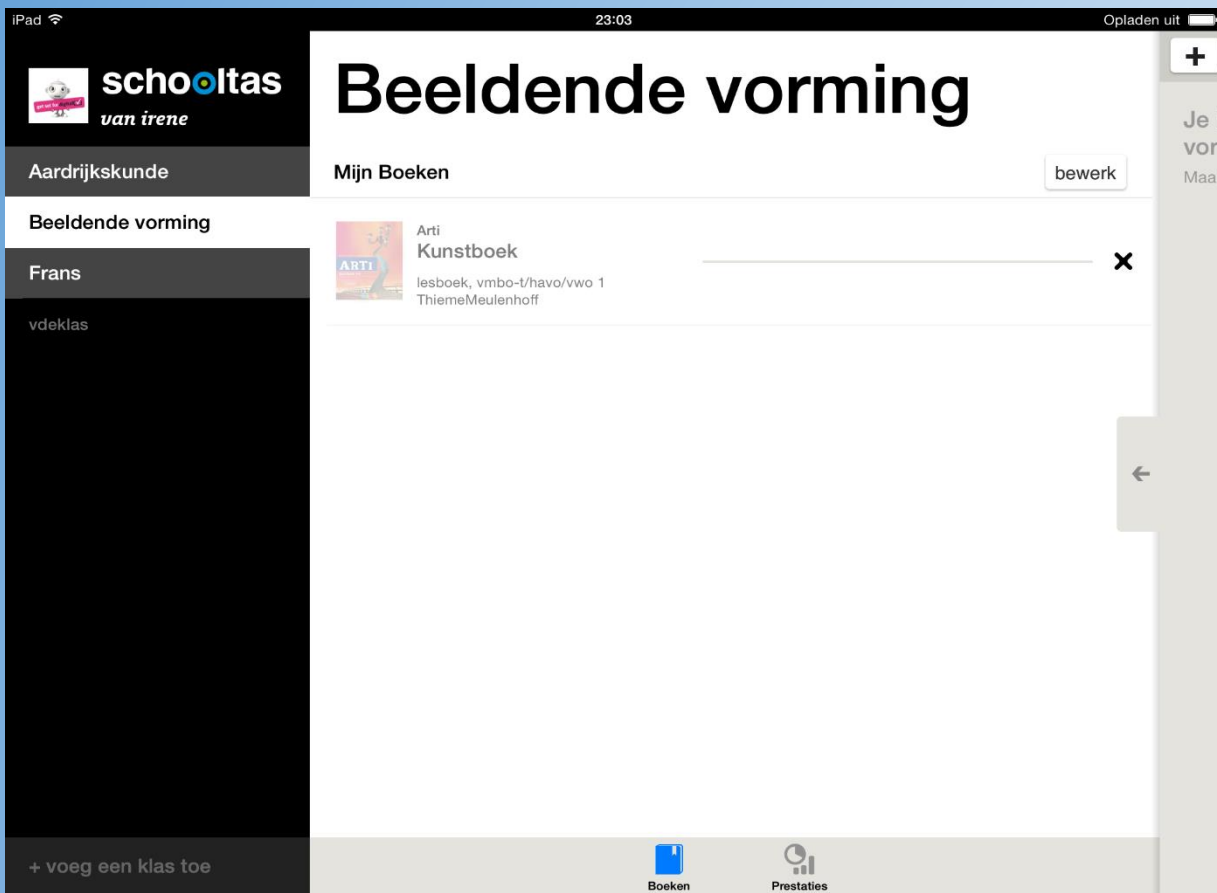 iPad
23:03
Opladen uit
schooltas
van irene
Aardrijkskunde
Beeldende vorming
Frans
vdeklas
+ voeg een klas toe
Beeldende vorming
Mijn Boeken
bewerk
ARTI
Arti
Kunstboek
lesboek, vmbo-t/havo/vwo 1
ThiemeMeulenhoff
Boeken
Prestaties
+
Je
vor
Maa